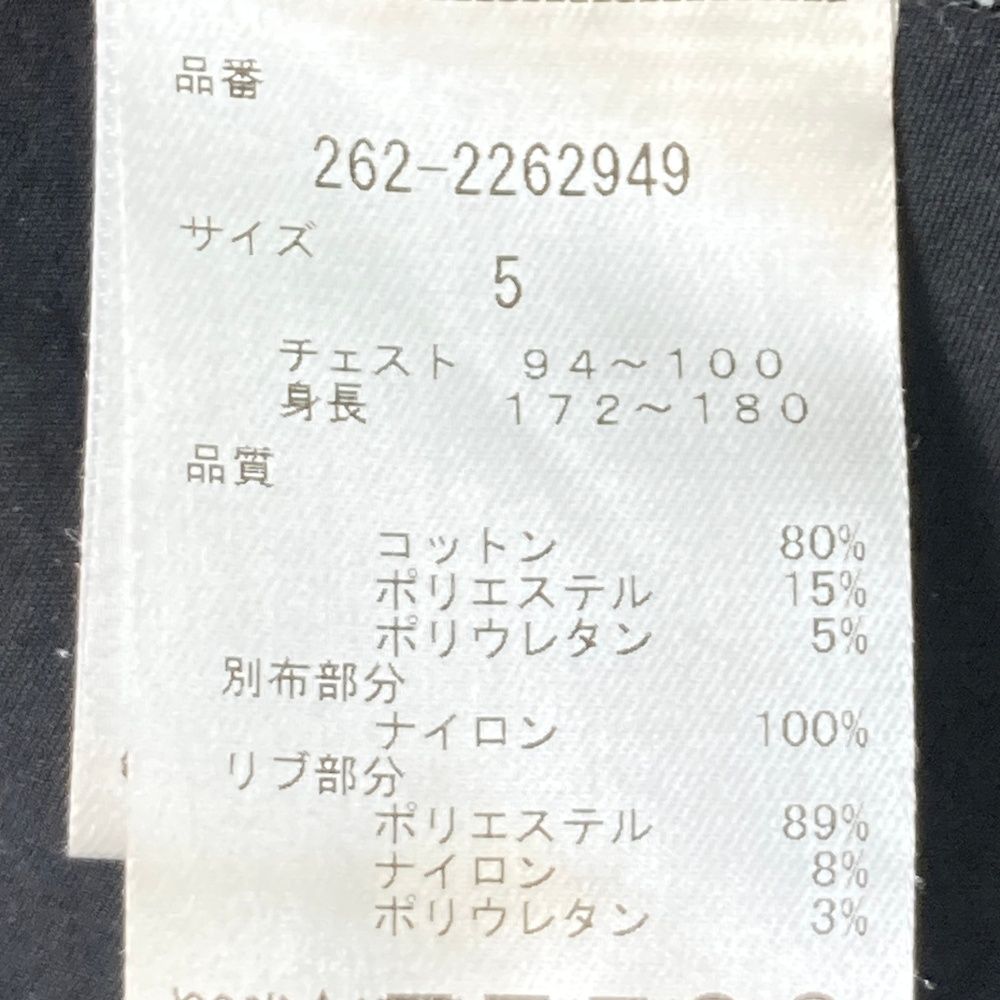 品番
262-2262949
サイズ
5
チェスト 94～100
身長 172～180
品質
コットン 80%
ポリエステル 15%
ポリウレタン 5%
別布部分
ナイロン 100%
リブ部分
ポリエステル 89%
ナイロン 8%
ポリウレタン 3%